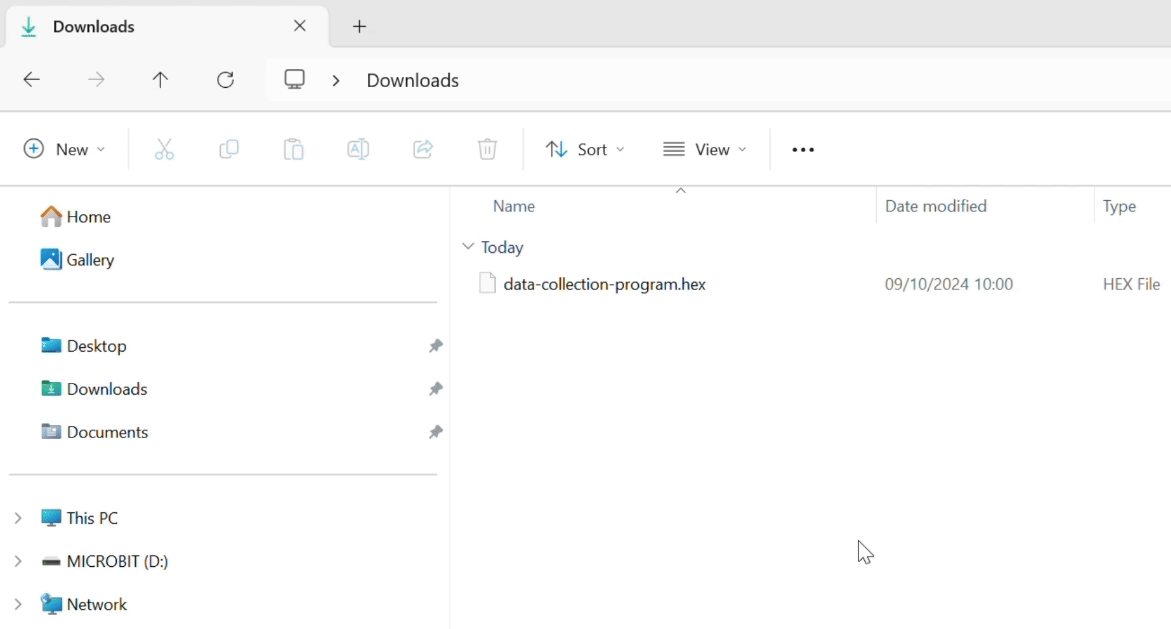 Downloads
Downloads
New
Sort
View
Home
Gallery
Desktop
Downloads
Documents
This PC
MICROBIT (D:)
Network
Name Date modified Type
Today
data-collection-program.hex 09/10/2024 10:00 HEX File